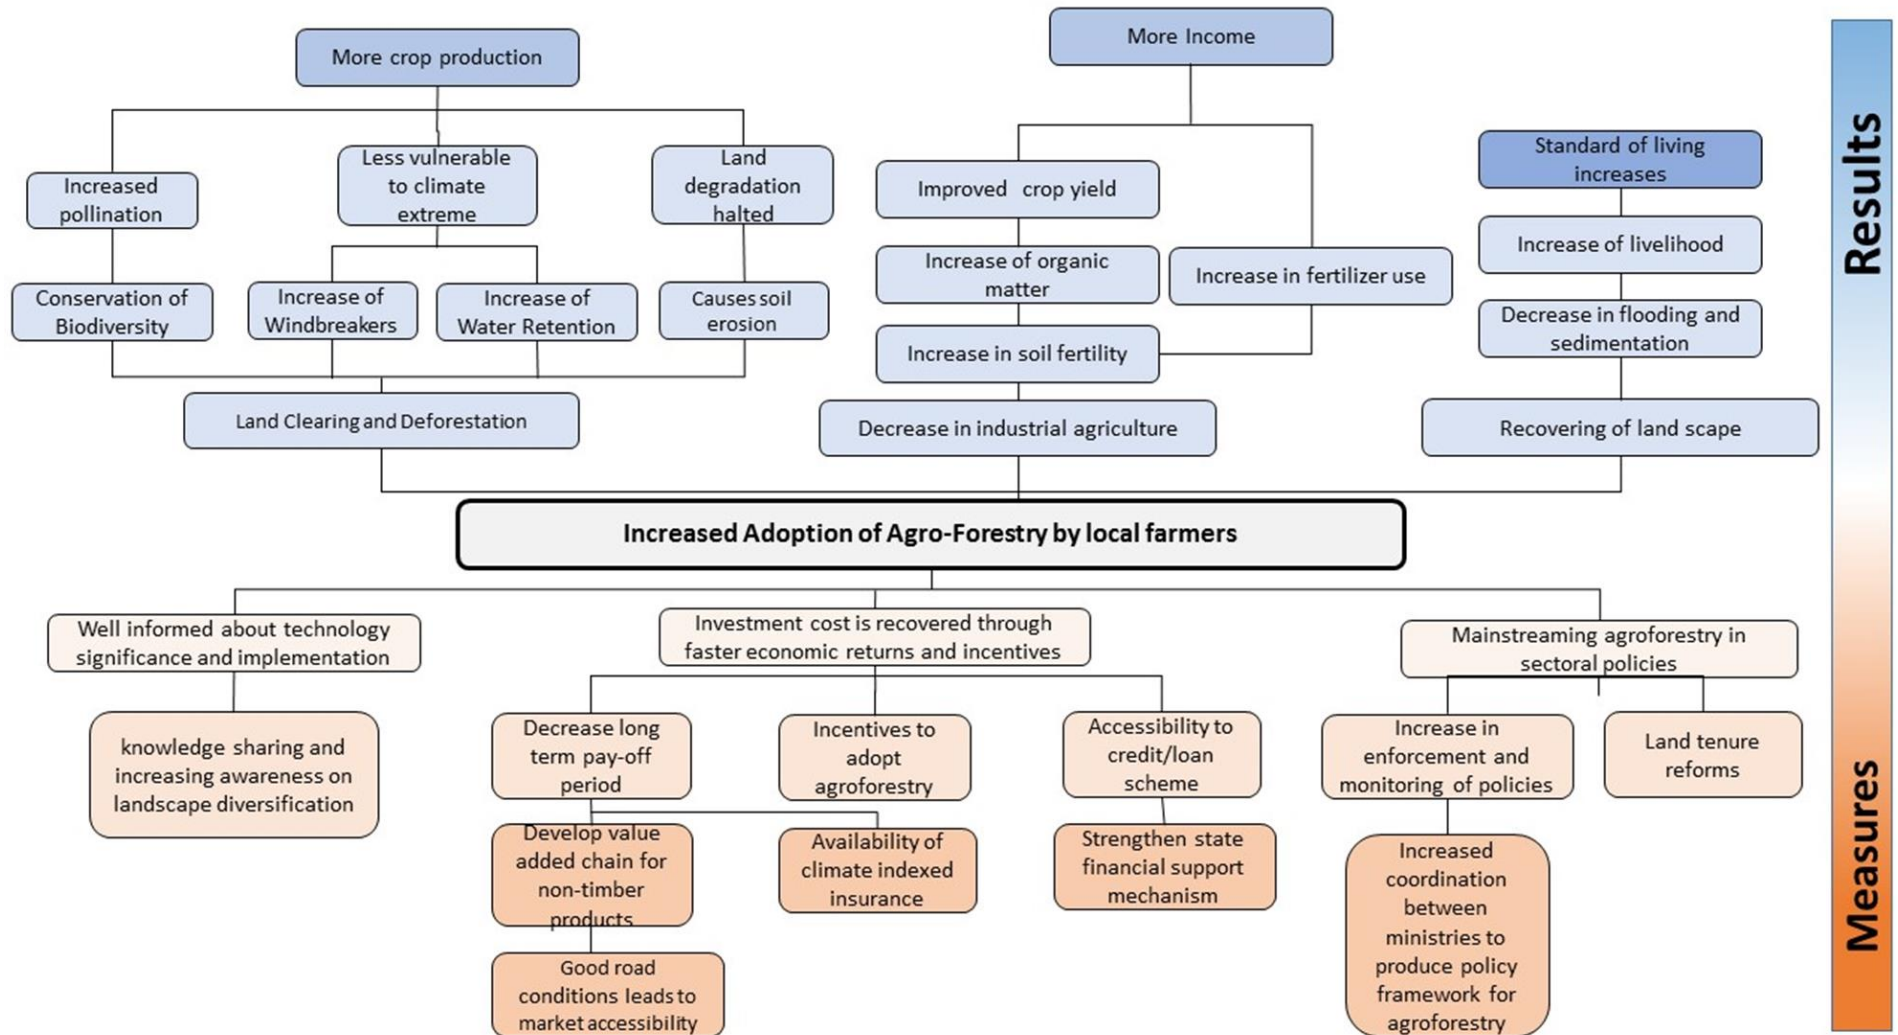 More crop production
More Income
Increased
pollination
Less vulnerable
to climate
extreme
Land
degradation
halted
Improved crop yield
Standard of living
increases
Increase of livelihood
Increase of organic
matter
Increase in fertilizer use
Conservation of
Biodiversity
Increase of
Windbreakers
Increase of
Water Retention
Causes soil
erosion
Increase in soil fertility
Decrease in flooding and
sedimentation
Land Clearing and Deforestation
Decrease in industrial agriculture
Recovering of land scape
Results
Increased Adoption of Agro-Forestry by local farmers
Well informed about technology
significance and implementation
Investment cost is recovered through
faster economic returns and incentives
Mainstreaming agroforestry in
sectoral policies
knowledge sharing and
increasing awareness on
landscape diversification
Decrease long
term pay-off
period
Incentives to
adopt
agroforestry
Accessibility to
credit/loan
scheme
Increase in
enforcement and
monitoring of policies
Land tenure
reforms
Develop value
added chain for
non-timber
products
Availability of
climate indexed
insurance
Strengthen state
financial support
mechanism
Increased
coordination
between
ministries to
produce policy
framework for
agroforestry
Good road
conditions leads to
market accessibility
Measures